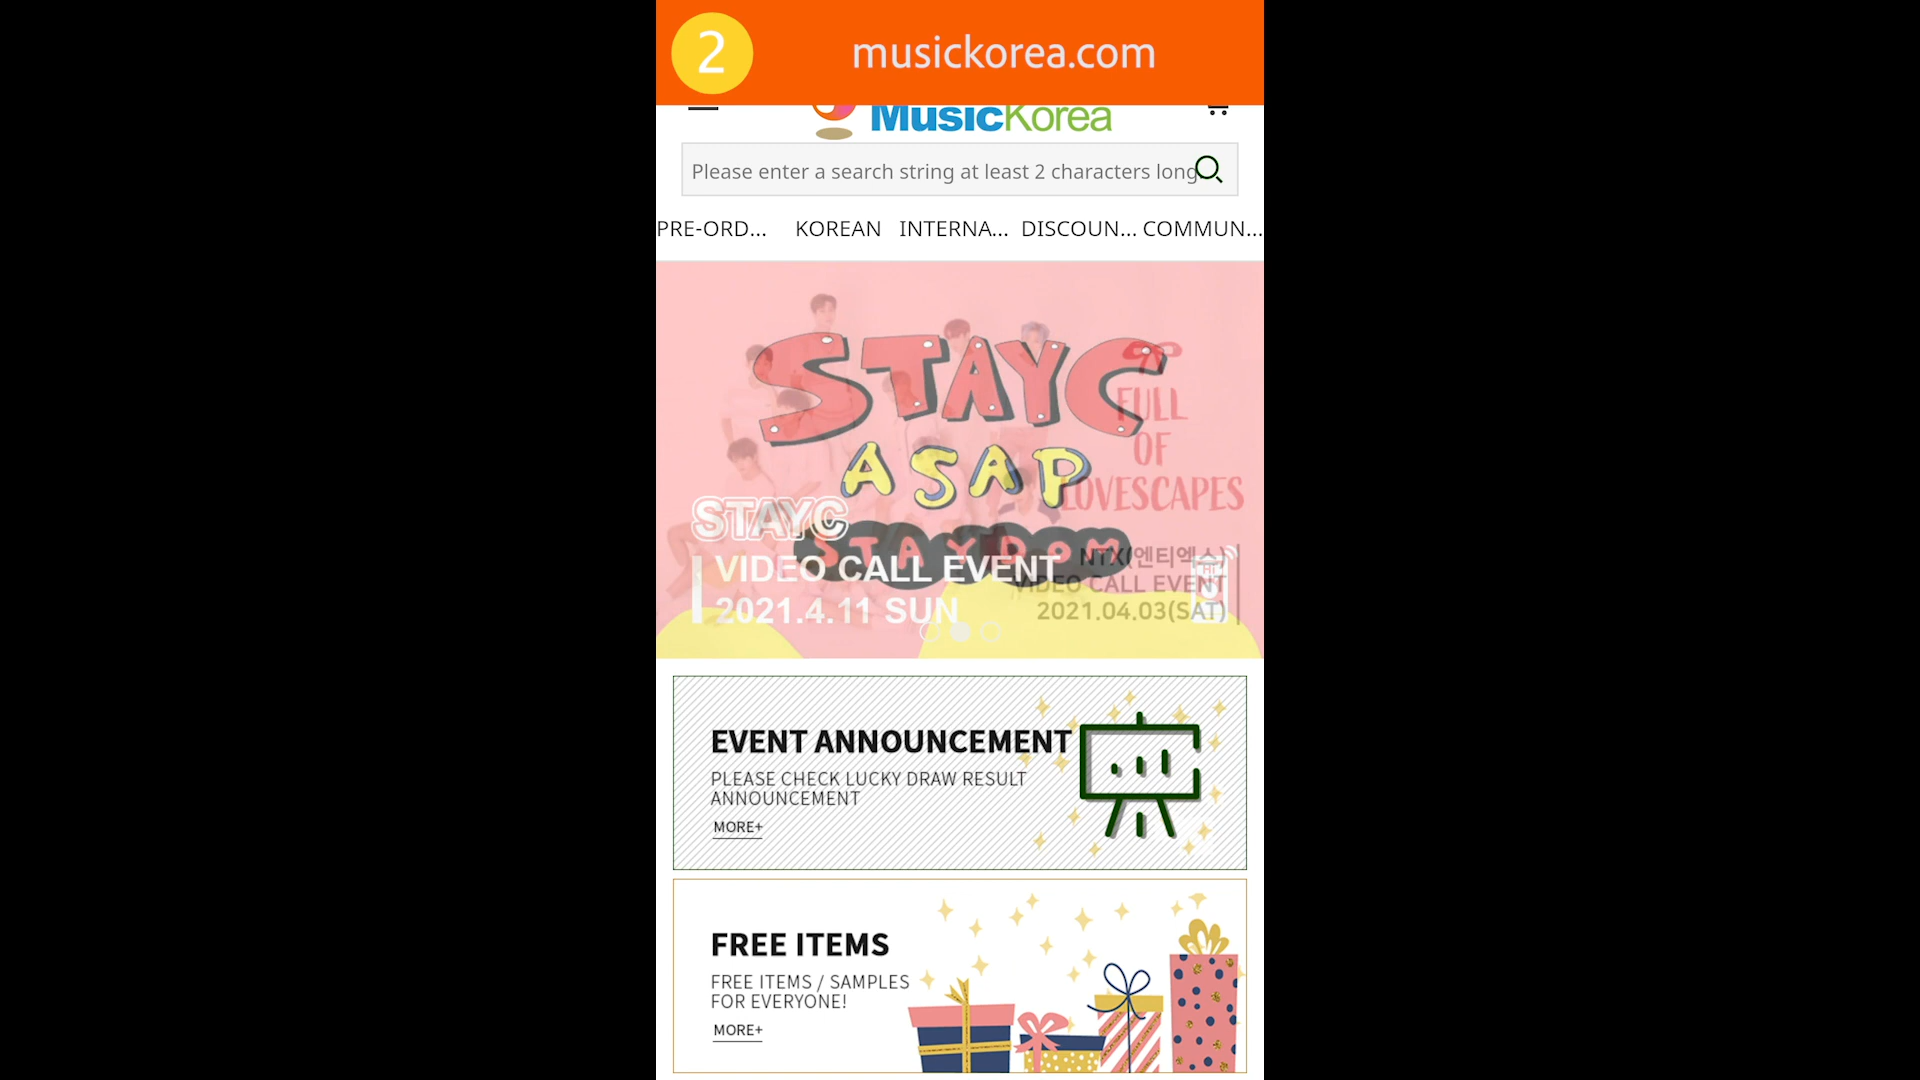 2
musickorea.com
MusicKorea
Please enter a search string at least 2 characters long
PRE-ORD... KOREAN INTERNA... DISCOUN... COMMUN...
STAYC
FULL
OF
LOVESCAPES
ASAP
STAYC
STAYDOM
VIDEO CALL EVENT
2021.4.11 SUN
NTX(엔티엑스)
VIDEO CALL EVENT
2021.04.03(SAT)
EVENT ANNOUNCEMENT
PLEASE CHECK LUCKY DRAW RESULT
ANNOUNCEMENT
MORE+
FREE ITEMS
FREE ITEMS / SAMPLES
FOR EVERYONE!
MORE+